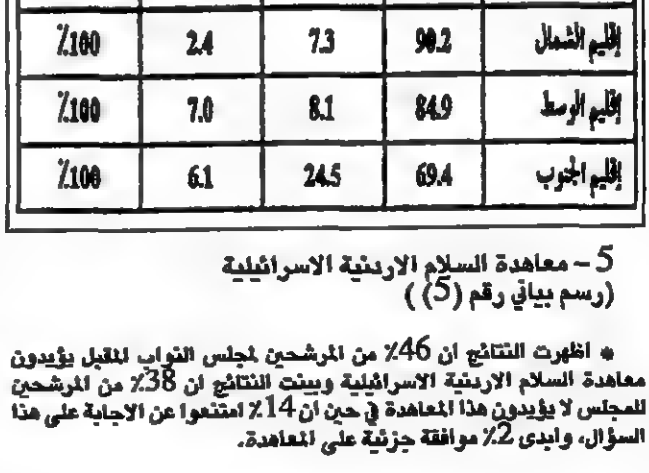 إقليم الشمال 90.2 7.3 2.4 100٪
إقليم الوسط 84.9 8.1 7.0 100٪
إقليم الجنوب 69.4 24.5 6.1 100٪
5 – معاهدة السلام الاردنية الاسرائيلية
(رسم بياني رقم (5))
* اظهرت النتائج ان 46٪ من المرشحين لمجلس النواب المقبل يؤيدون
معاهدة السلام الاردنية الاسرائيلية وبينت النتائج ان 38٪ من المرشحين
للمجلس لا يؤيدون هذا المعاهدة في حين ان 14٪ امتنعوا عن الاجابة على هذا
السؤال، وابدى 2٪ موافقة جزئية على المعاهدة.